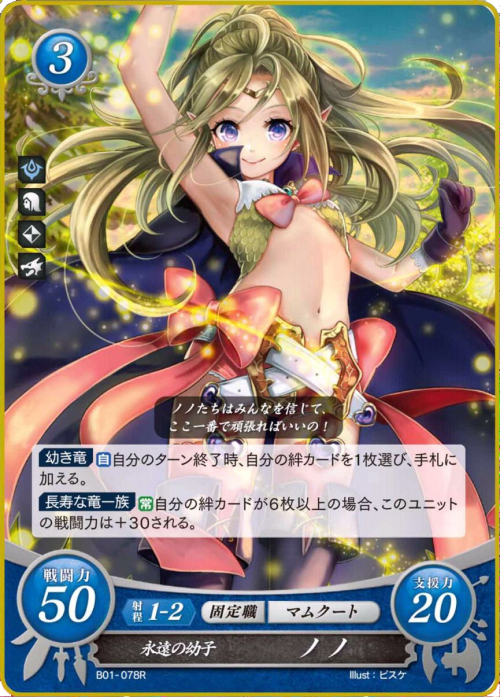 3
ノノたちはみんなを信じて、
ここ一番で頑張ればいいの!
幼き竜 自 自分のターン終了時、自分の絆カードを1枚選び、手札に
加える。
長寿な竜一族 常 自分の絆カードが6枚以上の場合、このユニット
の戦闘力は+30される。
戦闘力
50
射程 1-2 固定職 マムクート
支援力
20
永遠の幼子 ノノ
B01-078R Illust:ビスケ